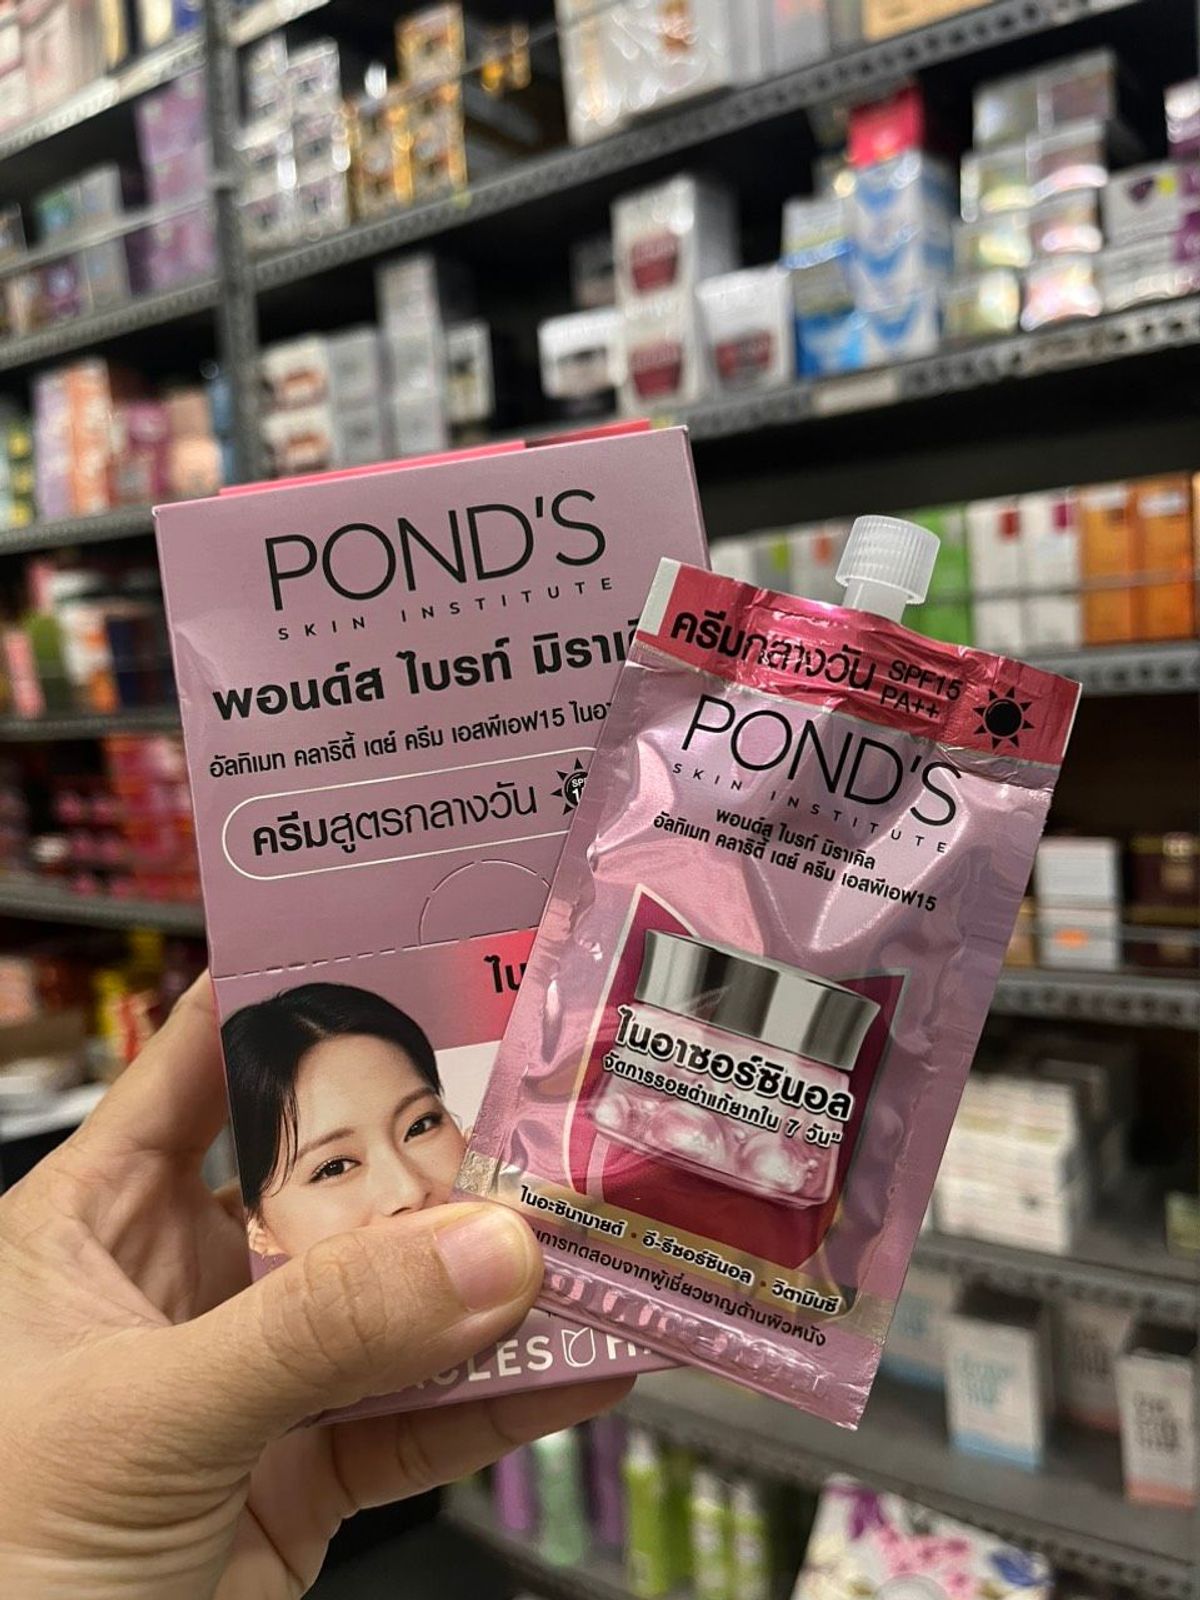 POND'S
SKIN INSTITUTE
พอนด์ส ไบรท์
อัลทิเมท คลาริตี้ เดย์ ครีม เอสพีเอฟ15
ครีมสูตรกลางวัน
ครีมกลางวัน SPF15
PA++
POND'S
SKIN INSTITUTE
พอนด์ส ไบรท์ มิราเคิล
อัลทิเมท คลาริตี้ เดย์ ครีม เอสพีเอฟ15
ไนอาซอร์ซินอล
จัดการรอยดำแก้ยากใน 7 วัน**
ไนอะซินามายด์ • อี-รีซอร์ซินอล • วิตามินซี
การทดสอบจากผู้เชี่ยวชาญด้านผิวหนัง